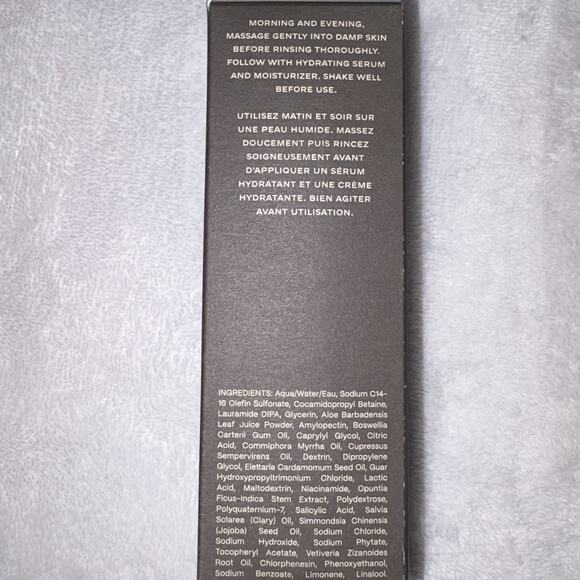 MORNING AND EVENING,
MASSAGE GENTLY INTO DAMP SKIN
BEFORE RINSING THOROUGHLY.
FOLLOW WITH HYDRATING SERUM
AND MOISTURIZER. SHAKE WELL
BEFORE USE.
UTILISEZ MATIN ET SOIR SUR
UNE PEAU HUMIDE. MASSEZ
DOUCEMENT PUIS RINCEZ
SOIGNEUSEMENT AVANT
D'APPLIQUER UN SÉRUM
HYDRATANT ET UNE CRÈME
HYDRATANTE. BIEN AGITER
AVANT UTILISATION.
INGREDIENTS: Aqua/Water/Eau, Sodium C14-
16 Olefin Sulfonate, Cocamidopropyl Betaine,
Lauramide DIPA, Glycerin, Aloe Barbadensis
Leaf Juice Powder, Amylopectin, Boswellia
Carterii Gum Oil, Caprylyl Glycol, Citric
Acid, Commiphora Myrrha Oil, Cupressus
Sempervirens Oil, Dextrin, Dipropylene
Glycol, Elettaria Cardamomum Seed Oil, Guar
Hydroxypropyltrimonium Chloride, Lactic
Acid, Maltodextrin, Niacinamide, Opuntia
Ficus-Indica Stem Extract, Polydextrose,
Polyquaternium-7, Salicylic Acid, Salvia
Sclarea (Clary) Oil, Simmondsia Chinensis
(Jojoba) Seed Oil, Sodium Chloride,
Sodium Hydroxide, Sodium Phytate,
Tocopheryl Acetate, Vetiveria Zizanoides
Root Oil, Chlorphenesin, Phenoxyethanol,
Sodium Benzoate, Limonene, Linalool.